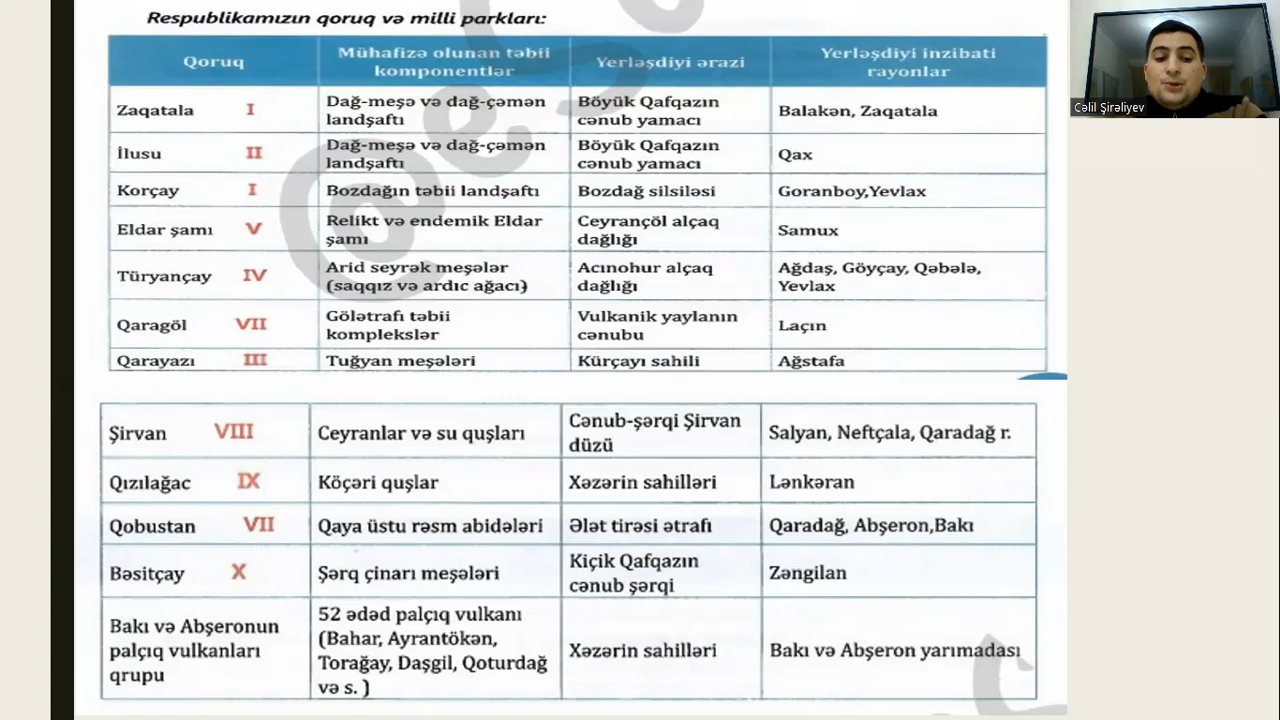 Respublikamızın qoruq və milli parkları:
Qoruq
Mühafizə olunan təbii
komponentlər
Yerləşdiyi ərazi
Yerləşdiyi inzibati
rayonlar
Zaqatala I
Dağ-meşə və dağ-çəmən
landşaftı
Böyük Qafqazın
cənub yamacı
Balakən, Zaqatala
İlusu II
Dağ-meşə və dağ-çəmən
landşaftı
Böyük Qafqazın
cənub yamacı
Qax
Korçay I
Bozdağın təbii landşaftı
Bozdağ silsiləsi
Goranboy,Yevlax
Eldar şamı V
Relikt və endemik Eldar
şamı
Ceyrançöl alçaq
dağlığı
Samux
Türyançay IV
Arid seyrək meşələr
(saqqız və ardıc ağacı)
Acınohur alçaq
dağlığı
Ağdaş, Göyçay, Qəbələ,
Yevlax
Qaragöl VII
Gölətrafı təbii
komplekslər
Vulkanik yaylanın
cənubu
Laçın
Qarayazı III
Tuğyan meşələri
Kürçayı sahili
Ağstafa
Şirvan VIII
Ceyranlar və su quşları
Cənub-şərqi Şirvan
düzü
Salyan, Neftçala, Qaradağ r.
Qızılağac IX
Köçəri quşlar
Xəzərin sahilləri
Lənkəran
Qobustan VII
Qaya üstu rəsm abidələri
Ələt tirəsi ətrafı
Qaradağ, Abşeron,Bakı
Bəsitçay X
Şərq çinarı meşələri
Kiçik Qafqazın
cənub şərqi
Zəngilan
Bakı və Abşeronun
palçıq vulkanları
qrupu
52 ədəd palçıq vulkanı
(Bahar, Ayrantökən,
Torağay, Daşgil, Qoturdağ
və s. )
Xəzərin sahilləri
Bakı və Abşeron yarımadası
Cəlil Şirəliyev